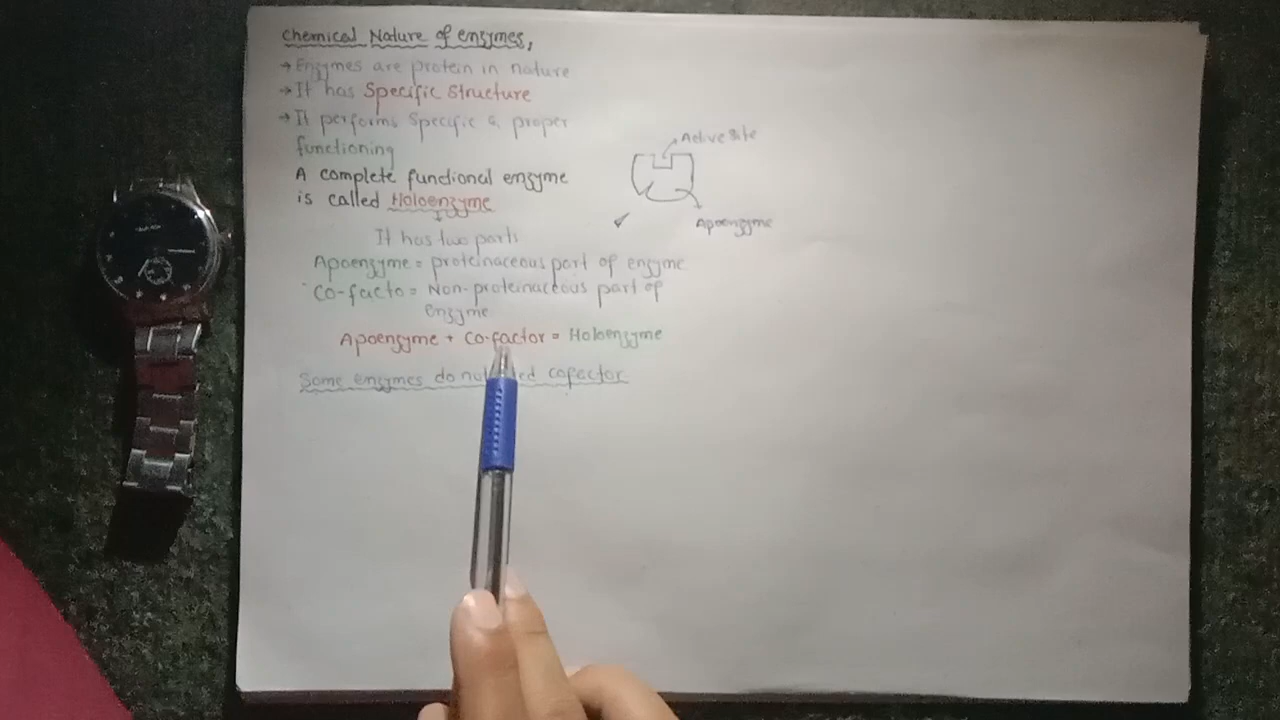 Chemical Nature of enzymes,
→ Enzymes are protein in nature
→ It has Specific Structure
→ It performs Specific & proper
functioning
A complete functional enzyme
is called Holoenzyme
It has two parts
Apoenzyme = proteinaceous part of enzyme
Co-facto = Non-proteinaceous part of
enzyme
Apoenzyme + Co-factor = Holoenzyme
Some enzymes do cofactor
Active Site
Apoenzyme